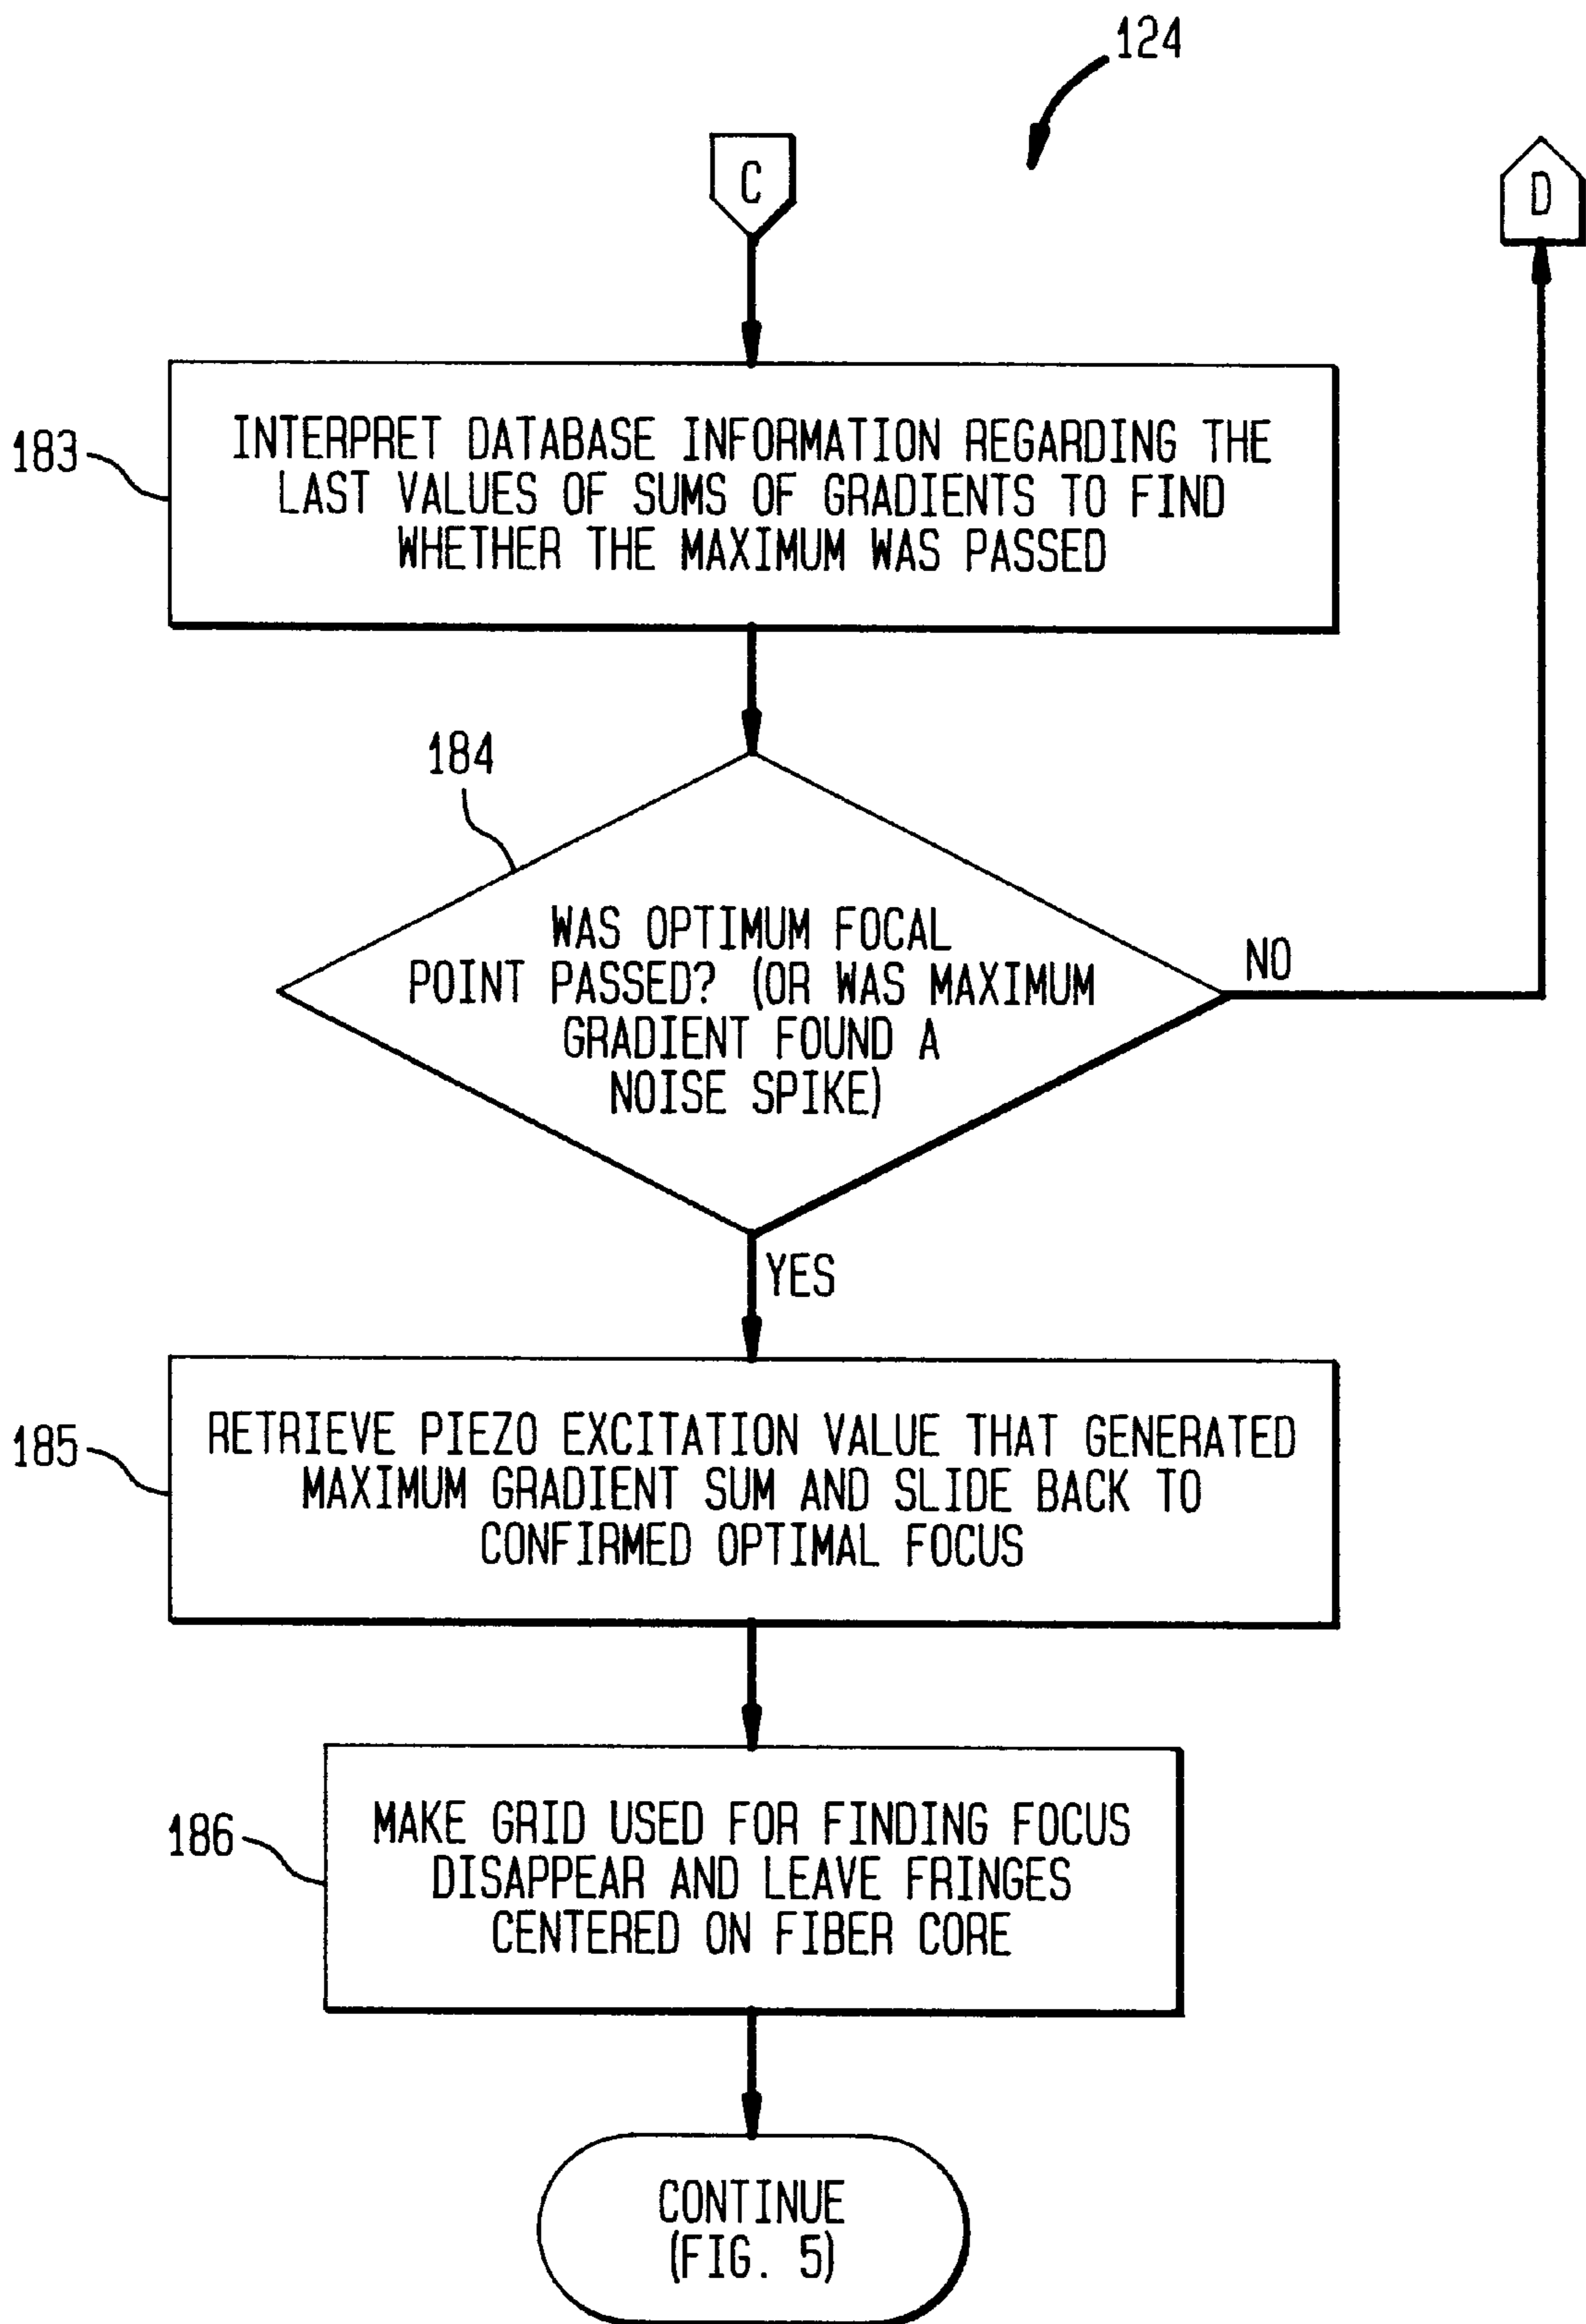 124
C
D
183
INTERPRET DATABASE INFORMATION REGARDING THE
LAST VALUES OF SUMS OF GRADIENTS TO FIND
WHETHER THE MAXIMUM WAS PASSED
184
WAS OPTIMUM FOCAL
POINT PASSED? (OR WAS MAXIMUM
GRADIENT FOUND A
NOISE SPIKE)
NO
YES
185
RETRIEVE PIEZO EXCITATION VALUE THAT GENERATED
MAXIMUM GRADIENT SUM AND SLIDE BACK TO
CONFIRMED OPTIMAL FOCUS
186
MAKE GRID USED FOR FINDING FOCUS
DISAPPEAR AND LEAVE FRINGES
CENTERED ON FIBER CORE
CONTINUE
(FIG. 5)